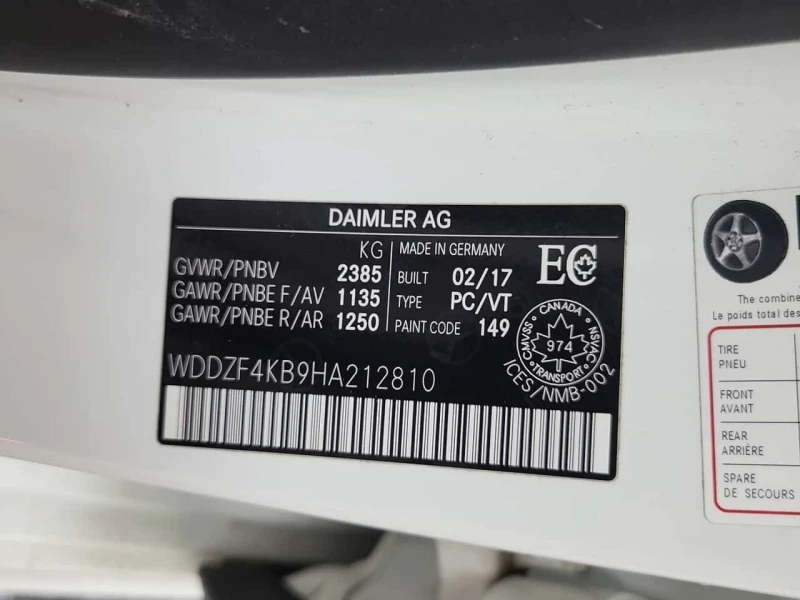 DAIMLER AG
KG
GVWR/PNBV 2385
GAWR/PNBE F/AV 1135
GAWR/PNBE R/AR 1250
MADE IN GERMANY
BUILT 02/17
TYPE PC/VT
PAINT CODE 149
EC
CANADA
CMVSS
974
NSVAC
TRANSPORT
ICES/NMB-002
WDDZF4KB9HA212810
The combine
Le poids total des
TIRE
PNEU
FRONT
AVANT
REAR
ARRIÈRE
SPARE
DE SECOURS